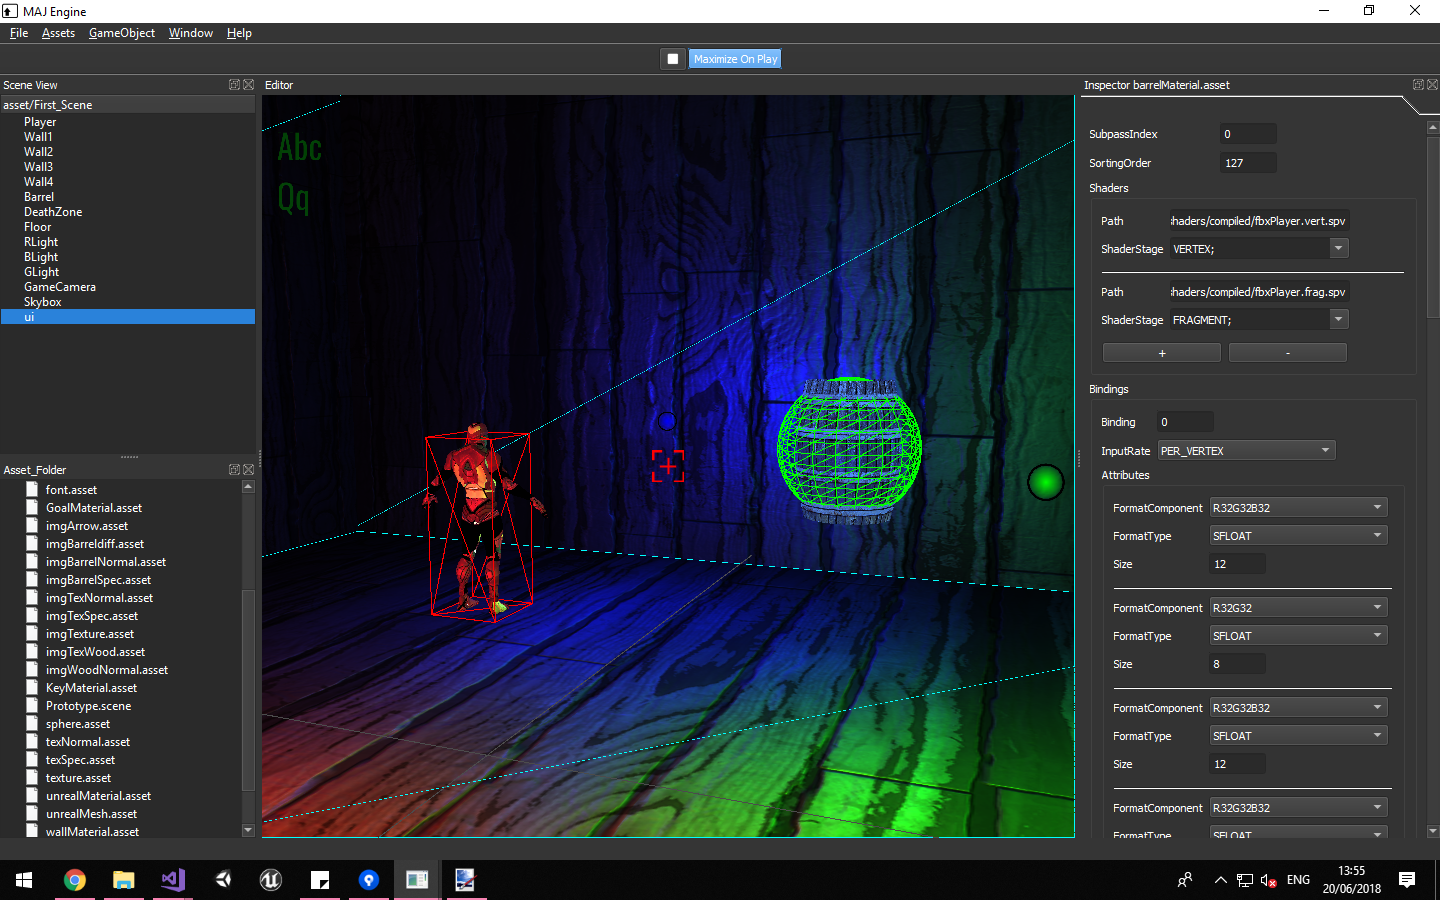 MAJ Engine
File Assets GameObject Window Help
Maximize On Play
Scene View
asset/First_Scene
Player
Wall1
Wall2
Wall3
Wall4
Barrel
DeathZone
Floor
RLight
BLight
GLight
GameCamera
Skybox
ui
Asset_Folder
font.asset
GoalMaterial.asset
imgArrow.asset
imgBarreldiff.asset
imgBarrelNormal.asset
imgBarrelSpec.asset
imgTexNormal.asset
imgTexSpec.asset
imgTexture.asset
imgTexWood.asset
imgWoodNormal.asset
KeyMaterial.asset
Prototype.scene
sphere.asset
texNormal.asset
texSpec.asset
texture.asset
unrealMaterial.asset
unrealMesh.asset
wallMaterial.asset
Editor
Abc
Qq
Inspector barrelMaterial.asset
SubpassIndex 0
SortingOrder 127
Shaders
Path haders/compiled/fbxPlayer.vert.spv
ShaderStage VERTEX;
Path haders/compiled/fbxPlayer.frag.spv
ShaderStage FRAGMENT;
+ -
Bindings
Binding 0
InputRate PER_VERTEX
Attributes
FormatComponent R32G32B32
FormatType SFLOAT
Size 12
FormatComponent R32G32
FormatType SFLOAT
Size 8
FormatComponent R32G32B32
FormatType SFLOAT
Size 12
FormatComponent R32G32B32
FormatType SFLOAT
ENG
13:55
20/06/2018